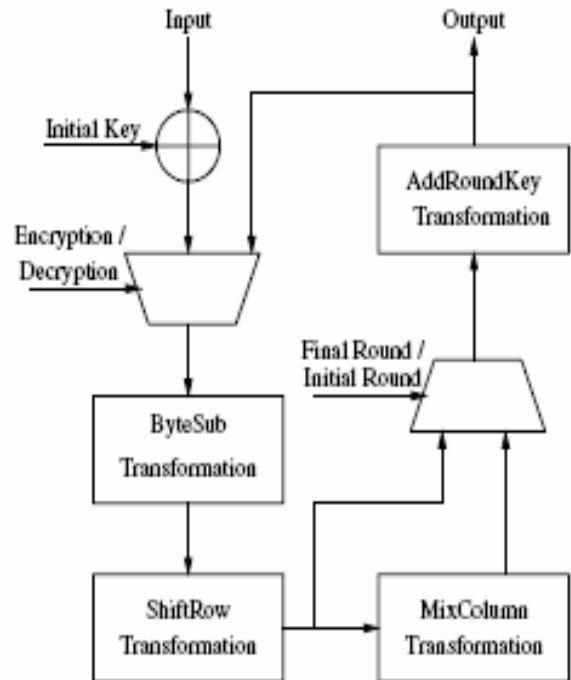 Input
Output
Initial Key
AddRoundKey
Transformation
Encryption /
Decryption
Final Round /
Initial Round
ByteSub
Transformation
ShiftRow
Transformation
MixColumn
Transformation